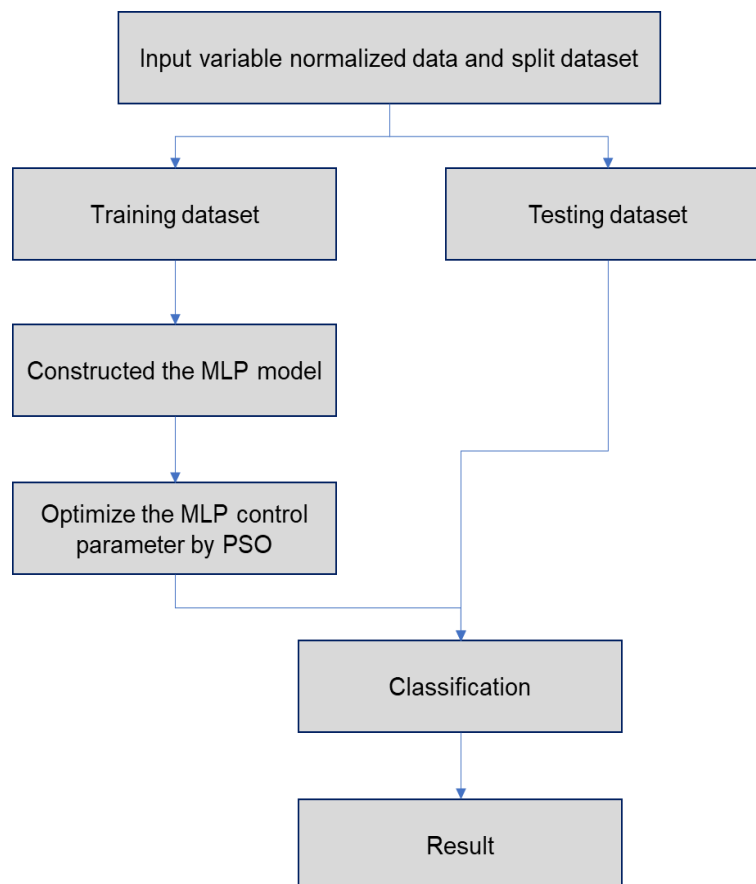 Input variable normalized data and split dataset
Training dataset
Testing dataset
Constructed the MLP model
Optimize the MLP control
parameter by PSO
Classification
Result